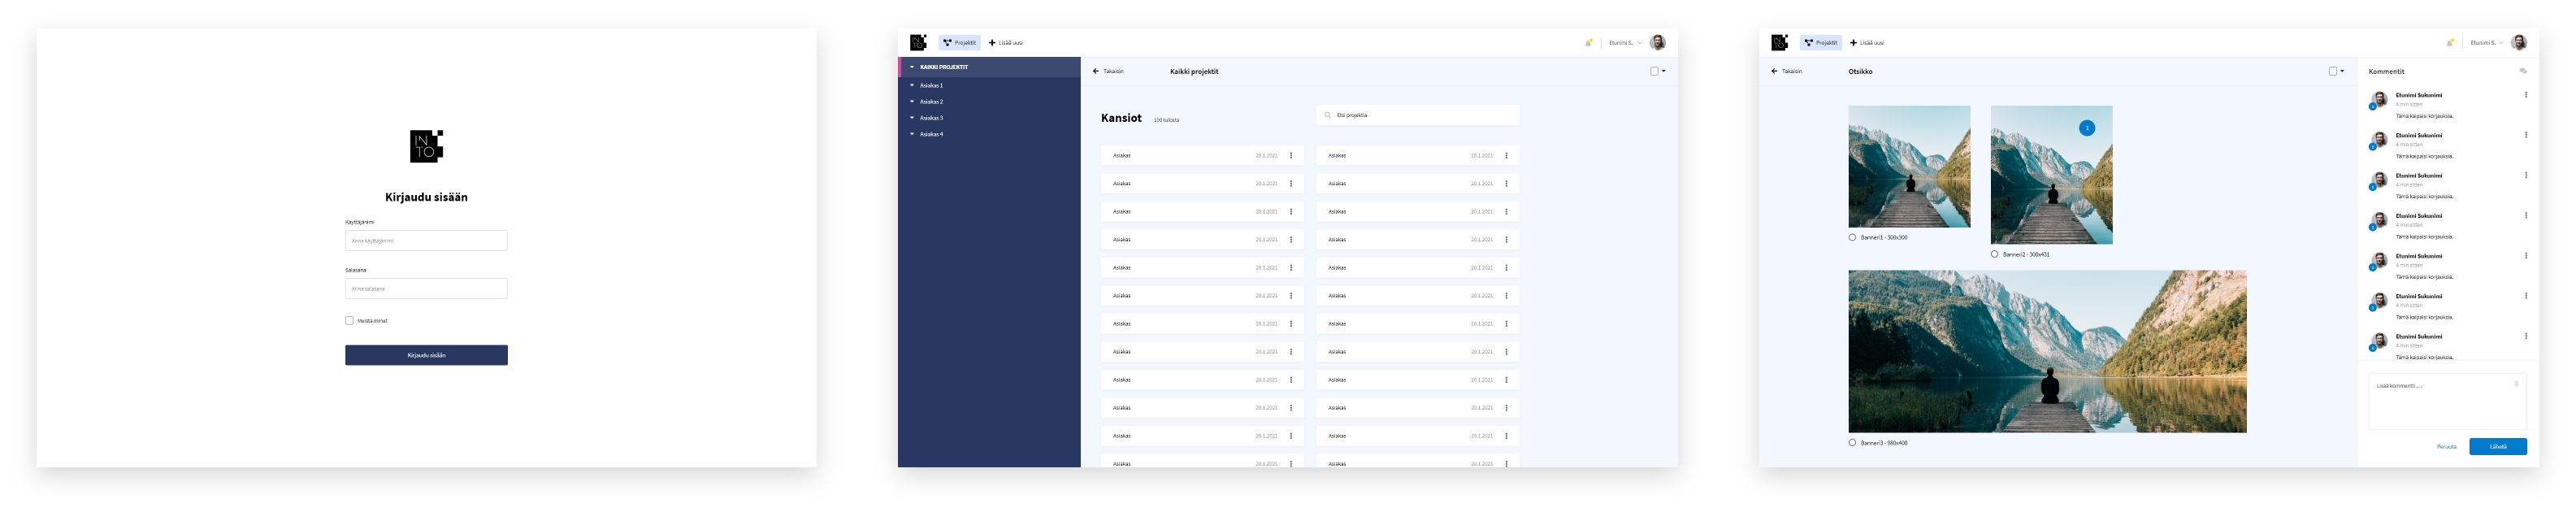 IN
TO
Kirjaudu sisään
Käyttäjänimi
Anna käyttäjänimi
Salasana
Anna salasana
Muista minut
Kirjaudu sisään
IN
TO
Projektit
Lisää uusi
Etunimi S.
KAIKKI PROJEKTIT
Asiakas 1
Asiakas 2
Asiakas 3
Asiakas 4
Takaisin
Kaikki projektit
Kansiot
100 tulosta
Etsi projektia
Asiakas 20.1.2021 Asiakas 20.1.2021
Asiakas 20.1.2021 Asiakas 20.1.2021
Asiakas 20.1.2021 Asiakas 20.1.2021
Asiakas 20.1.2021 Asiakas 20.1.2021
Asiakas 20.1.2021 Asiakas 20.1.2021
Asiakas 20.1.2021 Asiakas 20.1.2021
Asiakas 20.1.2021 Asiakas 20.1.2021
Asiakas 20.1.2021 Asiakas 20.1.2021
Asiakas 20.1.2021 Asiakas 20.1.2021
Asiakas 20.1.2021 Asiakas 20.1.2021
Asiakas 20.1.2021 Asiakas 20.1.2021
Asiakas 20.1.2021 Asiakas 20.1.2021
IN
TO
Projektit
Lisää uusi
Etunimi S.
Takaisin
Otsikko
1
Banneri1 - 300x300
Banneri2 - 300x431
Banneri3 - 980x400
Kommentit
Etunimi Sukunimi
4 min sitten
Tämä kaipaisi korjauksia.
Etunimi Sukunimi
4 min sitten
Tämä kaipaisi korjauksia.
Etunimi Sukunimi
4 min sitten
Tämä kaipaisi korjauksia.
Etunimi Sukunimi
4 min sitten
Tämä kaipaisi korjauksia.
Etunimi Sukunimi
4 min sitten
Tämä kaipaisi korjauksia.
Etunimi Sukunimi
4 min sitten
Tämä kaipaisi korjauksia.
Etunimi Sukunimi
4 min sitten
Tämä kaipaisi korjauksia.
Lisää kommentti ....
Peruuta
Lähetä